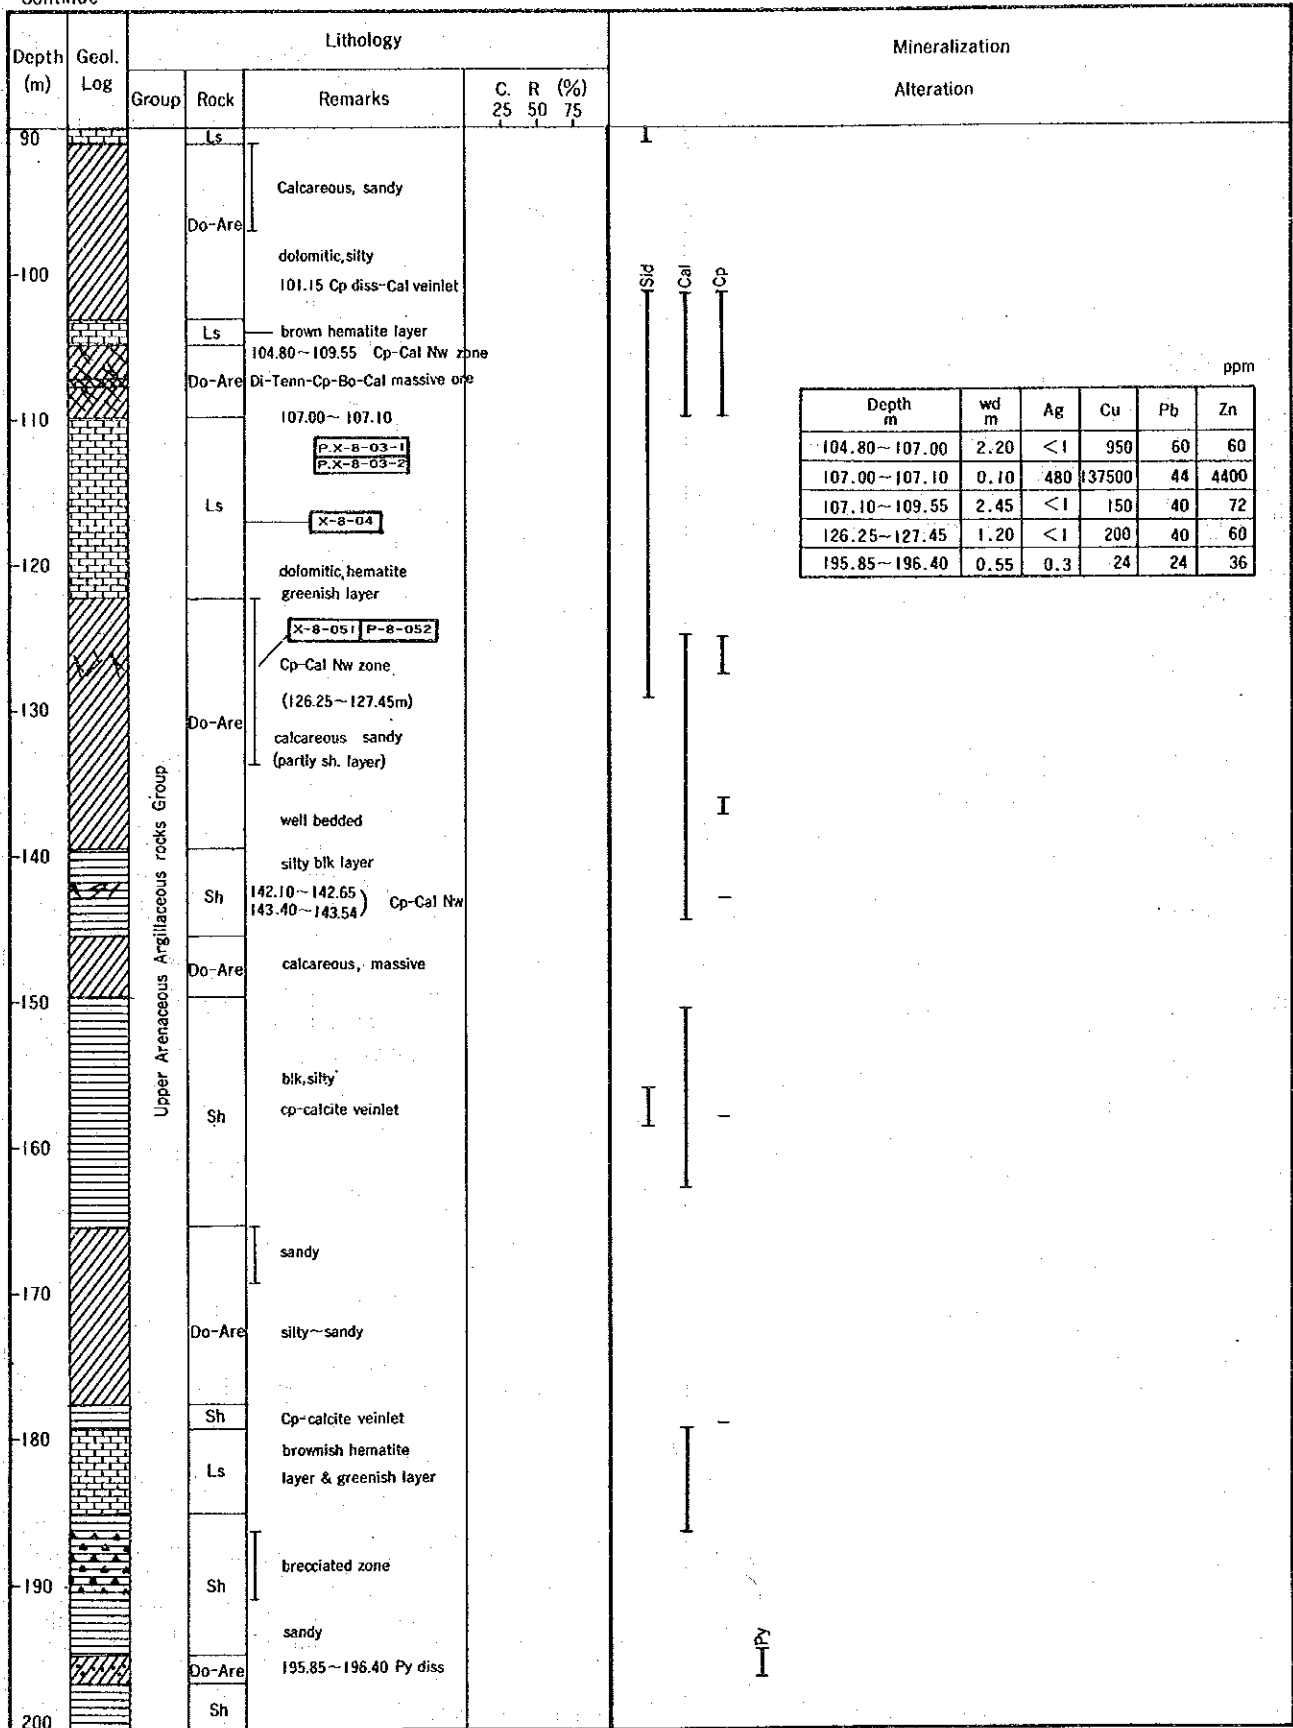 Continue
Depth (m)
Geol. Log
Lithology
Group
Rock
Remarks
C. R (%)
25 50 75
Mineralization
Alteration
90
Ls
Calcareous, sandy
Do-Are
dolomitic, silty
-100
101.15 Cp diss-Cal veinlet
Sid
Cal
Cp
Ls
brown hematite layer
104.80~109.55 Cp-Cal Nw zone
Do-Are
Di-Tenn-Cp-Bo-Cal massive ore
107.00~107.10
-110
P.X-8-03-1
P.X-8-03-2
Ls
X-8-04
ppm
Depth m wd m Ag Cu Pb Zn
104.80~107.00 2.20 <1 950 60 60
107.00~107.10 0.10 480 137500 44 4400
107.10~109.55 2.45 <1 150 40 72
126.25~127.45 1.20 <1 200 40 60
195.85~196.40 0.55 0.3 24 24 36
-120
dolomitic, hematite
greenish layer
X-8-051 P-8-052
Cp-Cal Nw zone
(126.25~127.45m)
-130
Do-Are
calcareous sandy
(partly sh. layer)
well bedded
-140
silty blk layer
Sh
142.10~142.65
143.40~143.54) Cp-Cal Nw
Do-Are
calcareous, massive
-150
Upper Arenaceous Argillaceous rocks Group
blk, silty
Sh
cp-calcite veinlet
-160
sandy
-170
Do-Are
silty~sandy
Sh
Cp-calcite veinlet
-180
brownish hematite
Ls
layer & greenish layer
brecciated zone
-190
Sh
sandy
Py
Do-Are
195.85~196.40 Py diss
Sh
200